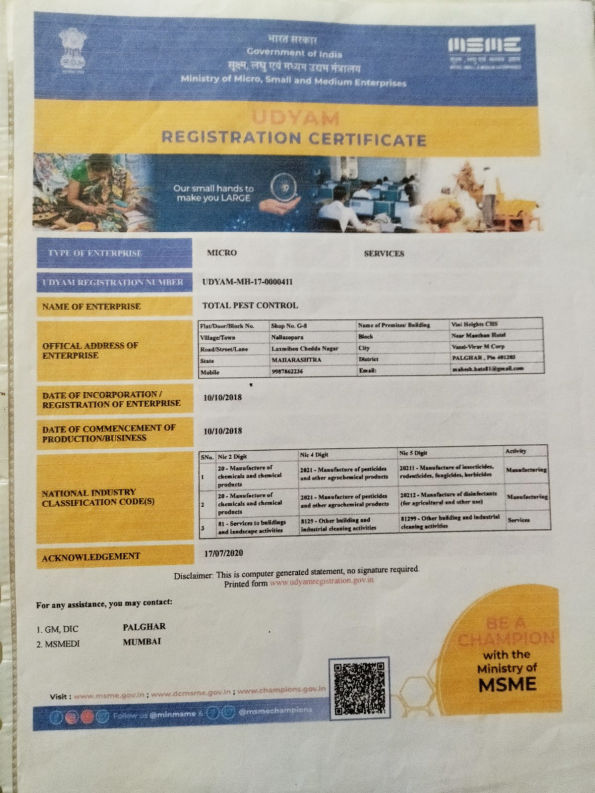 भारत सरकार
Government of India
सूक्ष्म, लघु एवं मध्यम उद्यम मंत्रालय
Ministry of Micro, Small and Medium Enterprises
MSME
UDYAM
REGISTRATION CERTIFICATE
Our small hands to
make you LARGE
TYPE OF ENTERPRISE MICRO SERVICES
UDYAM REGISTRATION NUMBER UDYAM-MH-17-0000411
NAME OF ENTERPRISE TOTAL PEST CONTROL
OFFICAL ADDRESS OF ENTERPRISE
Flat/Door/Block No. Shop No. G-8 Name of Premises/ Building Vini Heights CHS
Village/Town Nallasopara Block Near Manthan Hotel
Road/Street/Lane Laxmiben Chedda Nagar City Vasai-Virar M Corp
State MAHARASHTRA District PALGHAR , Pin 401203
Mobile 9987862236 Email:
DATE OF INCORPORATION / REGISTRATION OF ENTERPRISE 10/10/2018
DATE OF COMMENCEMENT OF PRODUCTION/BUSINESS 10/10/2018
NATIONAL INDUSTRY CLASSIFICATION CODE(S)
SNo. Nic 2 Digit Nic 4 Digit Nic 5 Digit Activity
1 20 - Manufacture of chemicals and chemical products 2021 - Manufacture of pesticides and other agrochemical products 20211 - Manufacture of insecticides, rodenticides, fungicides, herbicides Manufacturing
2 20 - Manufacture of chemicals and chemical products 2021 - Manufacture of pesticides and other agrochemical products 20212 - Manufacture of disinfectants (for agricultural and other use) Manufacturing
3 81 - Services to buildings and landscape activities 8129 - Other building and industrial cleaning activities 81299 - Other building and industrial cleaning activities Services
ACKNOWLEDGEMENT 17/07/2020
Disclaimer: This is computer generated statement, no signature required.
Printed form www.udyamregistration.gov.in
For any assistance, you may contact:
1. GM, DIC PALGHAR
2. MSMEDI MUMBAI
BE A
CHAMPION
with the
Ministry of
MSME
Visit : www.msme.gov.in ; www.dcmsme.gov.in ; www.champions.gov.in
Follow us @minmsme & @msmechampions